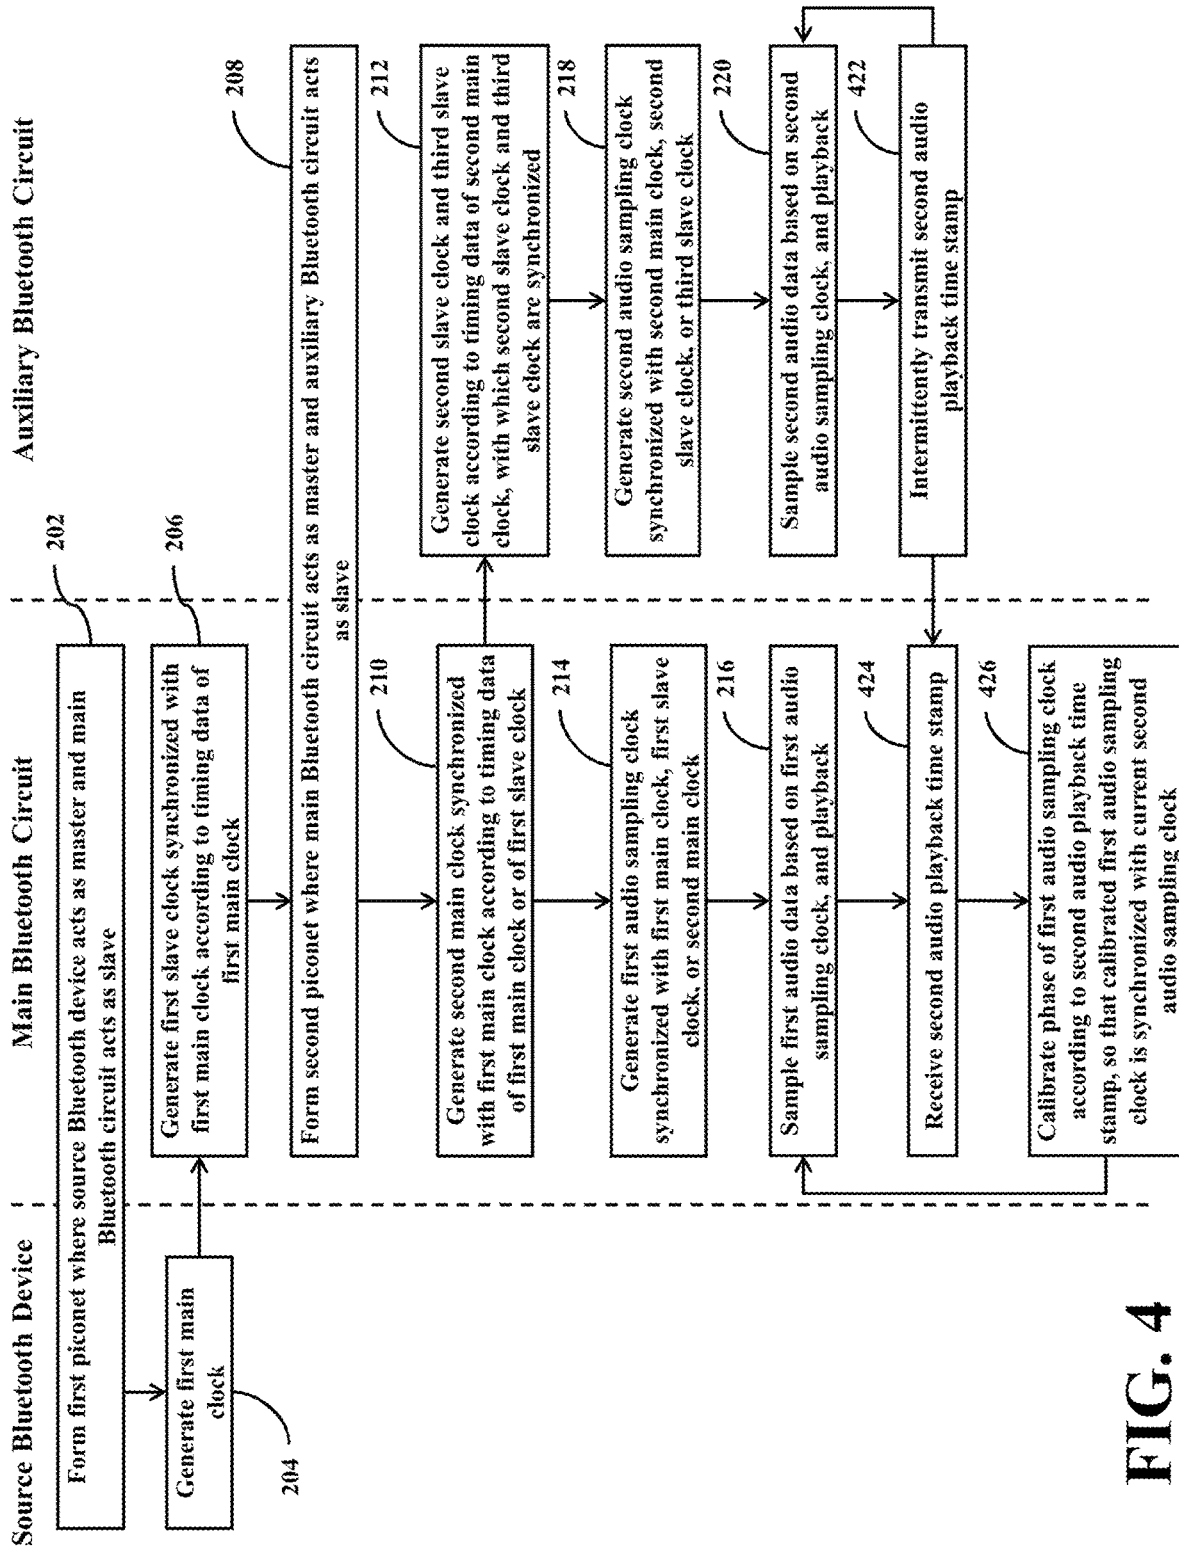 Source Bluetooth Device
Main Bluetooth Circuit
Auxiliary Bluetooth Circuit
202
Form first piconet where source Bluetooth device acts as master and main
Bluetooth circuit acts as slave
Generate first main
clock
204
206
Generate first slave clock synchronized with
first main clock according to timing data of
first main clock
208
Form second piconet where main Bluetooth circuit acts as master and auxiliary Bluetooth circuit acts
as slave
210
Generate second main clock synchronized
with first main clock according to timing data
of first main clock or of first slave clock
212
Generate second slave clock and third slave
clock according to timing data of second main
clock, with which second slave clock and third
slave clock are synchronized
214
Generate first audio sampling clock
synchronized with first main clock, first slave
clock, or second main clock
218
Generate second audio sampling clock
synchronized with second main clock, second
slave clock, or third slave clock
216
Sample first audio data based on first audio
sampling clock, and playback
220
Sample second audio data based on second
audio sampling clock, and playback
422
Intermittently transmit second audio
playback time stamp
424
Receive second audio playback time stamp
426
Calibrate phase of first audio sampling clock
according to second audio playback time
stamp, so that calibrated first audio sampling
clock is synchronized with current second
audio sampling clock
FIG. 4